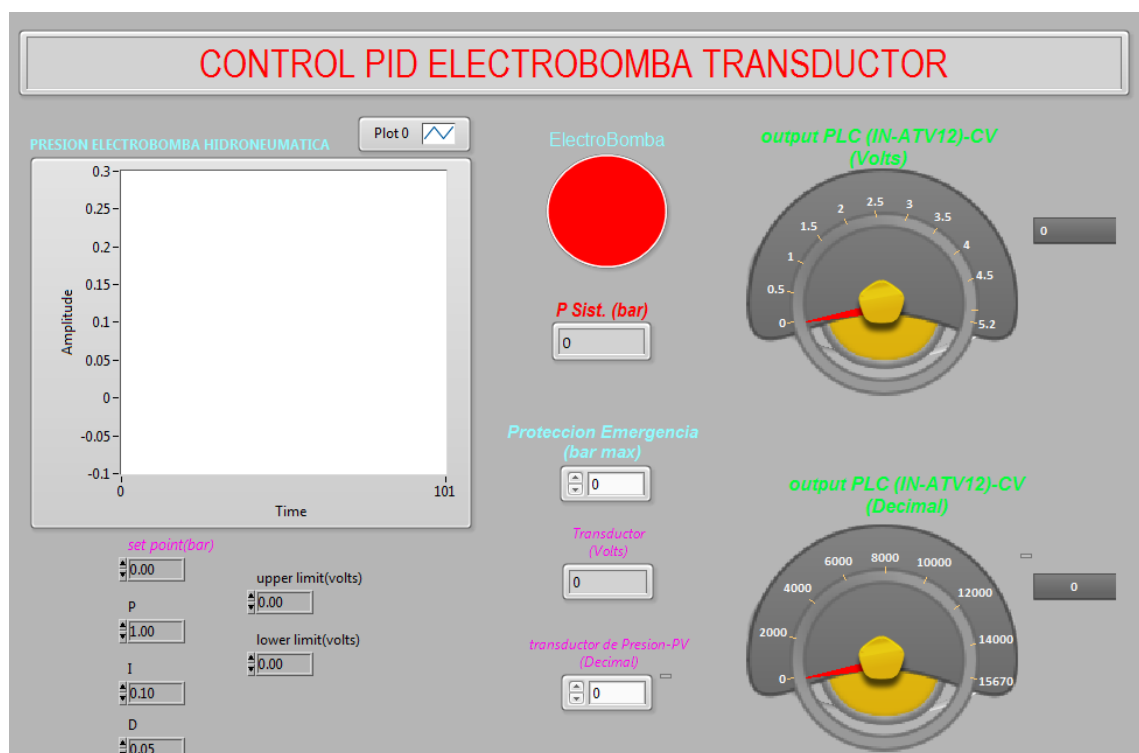 CONTROL PID ELECTROBOMBA TRANSDUCTOR
PRESION ELECTROBOMBA HIDRONEUMATICA
Plot 0
0.3
0.25
0.2
0.15
0.1
0.05
0
-0.05
-0.1
Amplitude
0
101
Time
set point(bar)
0.00
P
1.00
I
0.10
D
0.05
upper limit(volts)
0.00
lower limit(volts)
0.00
ElectroBomba
P Sist. (bar)
0
Proteccion Emergencia
(bar max)
0
Transductor
(Volts)
0
transductor de Presion-PV
(Decimal)
0
output PLC (IN-ATV12)-CV
(Volts)
0
0.5
1
1.5
2
2.5
3
3.5
4
4.5
5.2
0
output PLC (IN-ATV12)-CV
(Decimal)
0
2000
4000
6000
8000
10000
12000
14000
15670
0